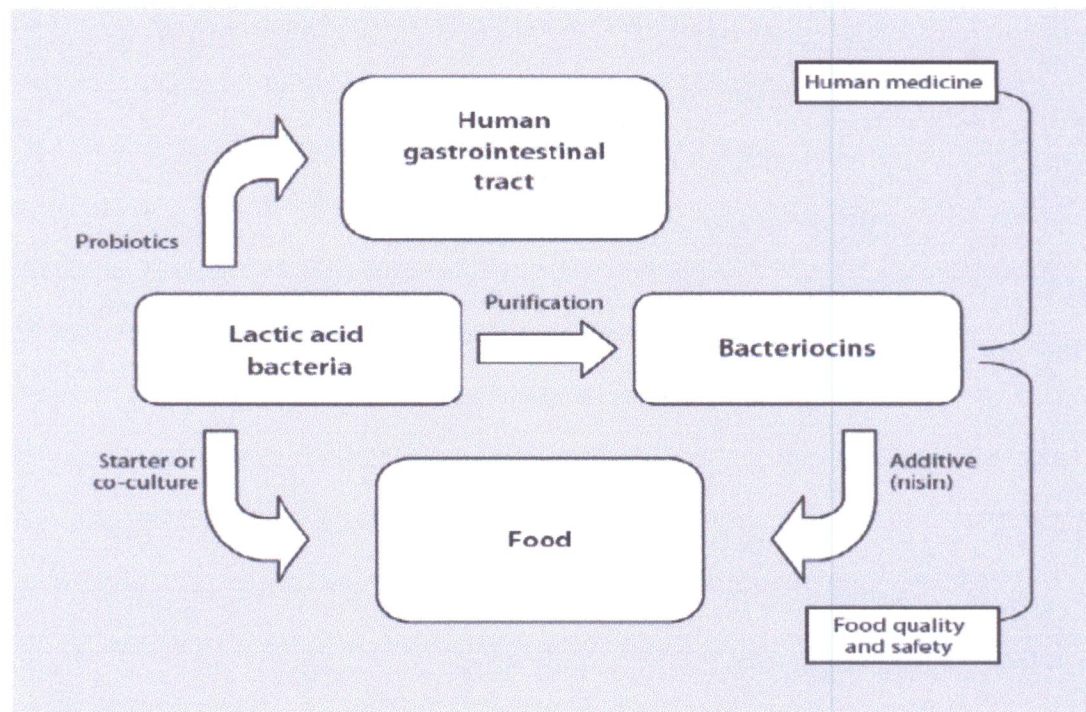 Human medicine
Human
gastrointestinal
tract
Probiotics
Purification
Lactic acid
bacteria
Bacteriocins
Starter or
co-culture
Additive
(nisin)
Food
Food quality
and safety